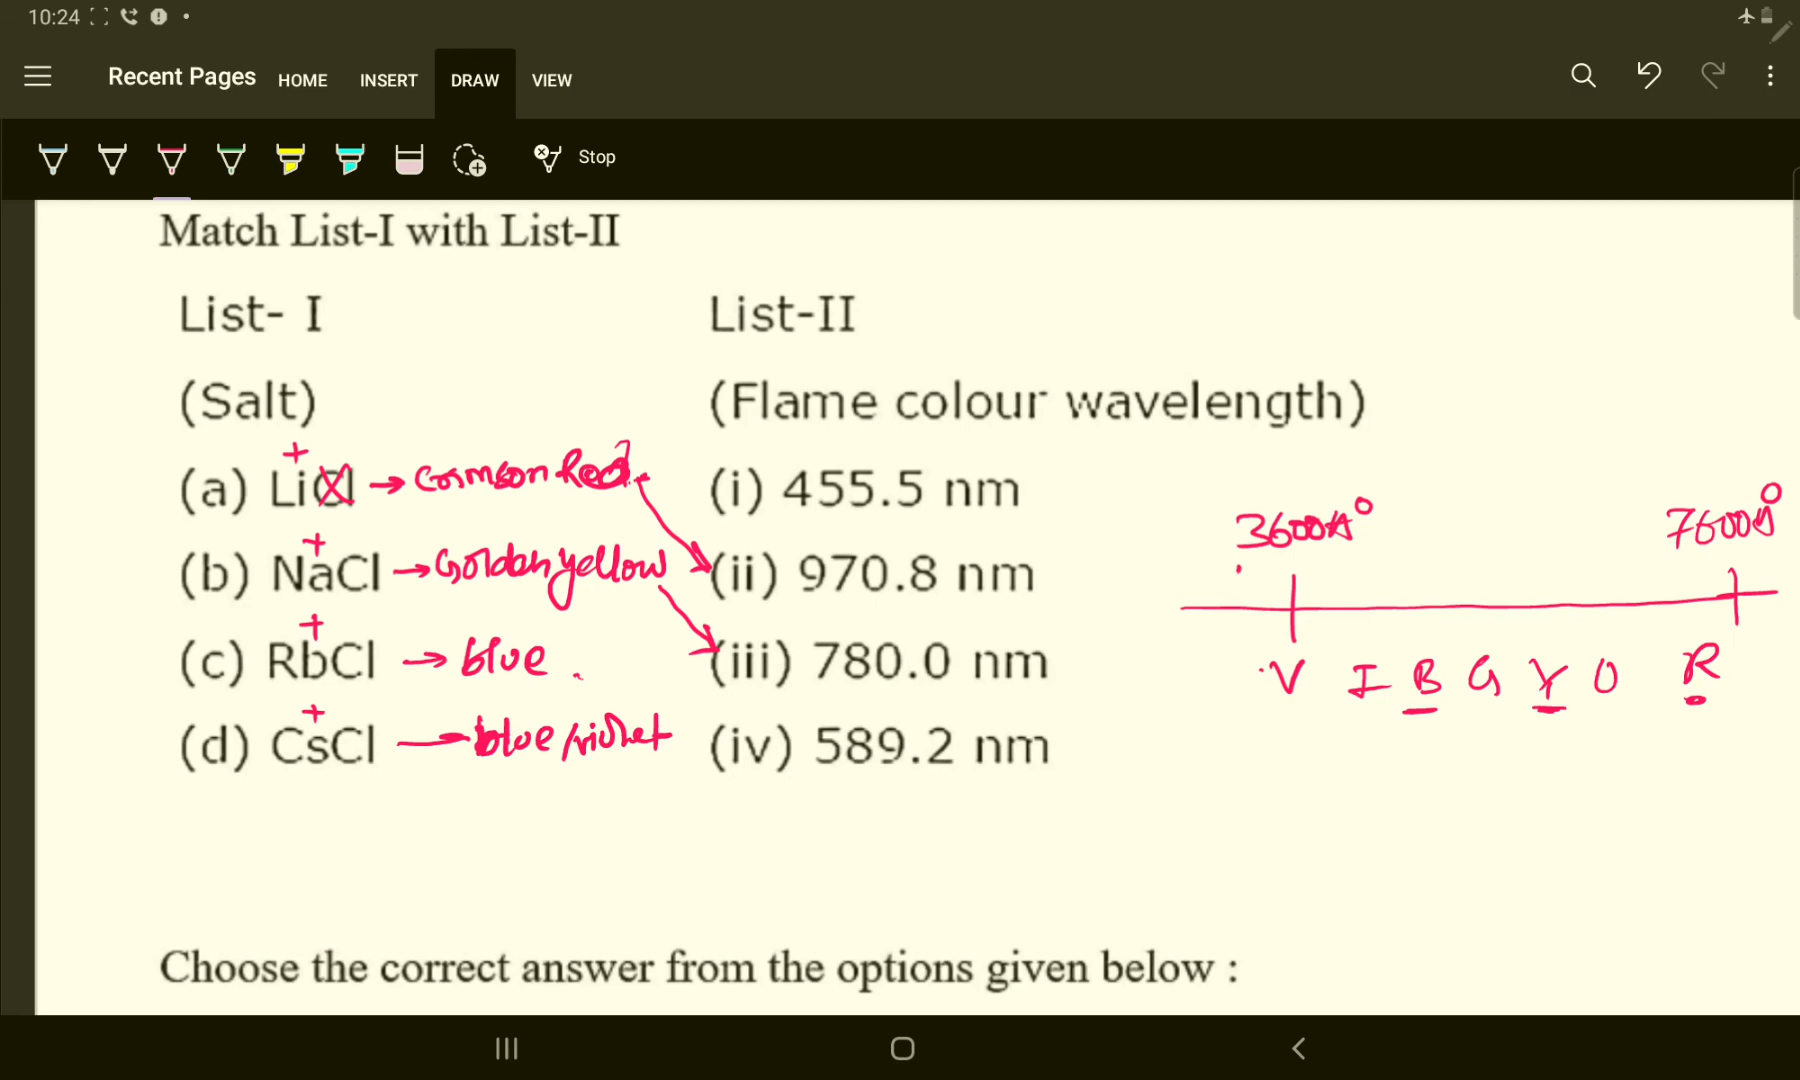 10:24
Recent Pages HOME INSERT DRAW VIEW
Stop
Match List-I with List-II
List- I List-II
(Salt) (Flame colour wavelength)
(a) LiCl + → Crimson Red (i) 455.5 nm
3600A° 7600A°
(b) NaCl + → Golden yellow (ii) 970.8 nm
(c) RbCl + → blue . (iii) 780.0 nm
V I B G Y O R
(d) CsCl + — blue/violet (iv) 589.2 nm
Choose the correct answer from the options given below :